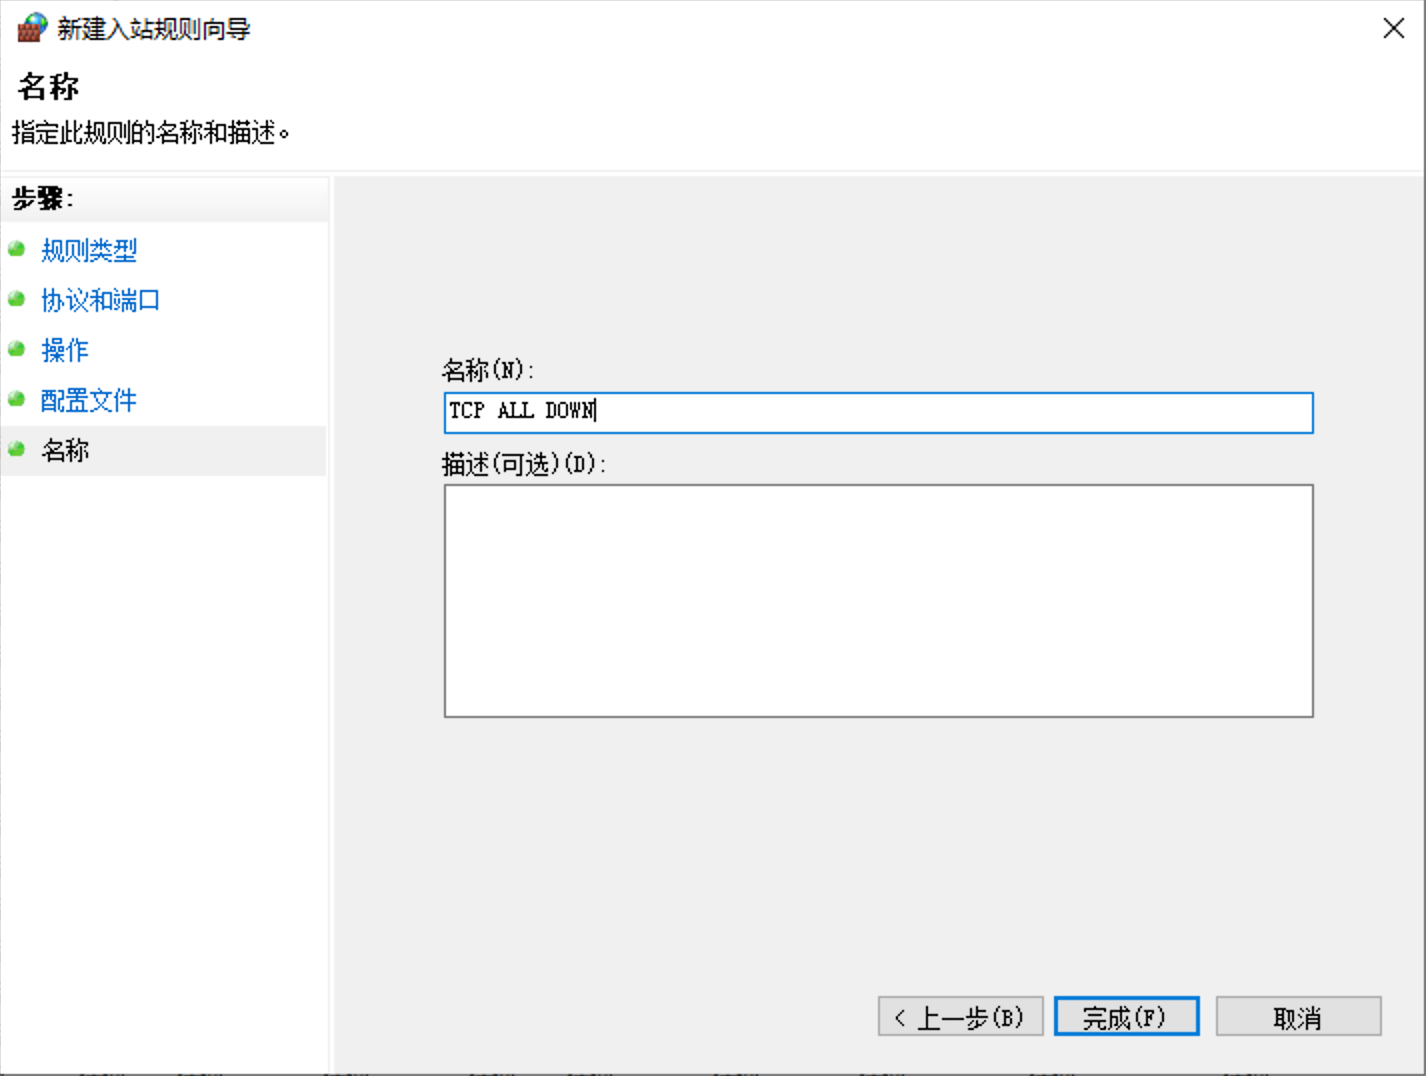 新建入站规则向导
名称
指定此规则的名称和描述。
步骤:
规则类型
协议和端口
操作
配置文件
名称
名称(N):
TCP ALL DOWN
描述(可选)(D):
< 上一步(B)
完成(F)
取消